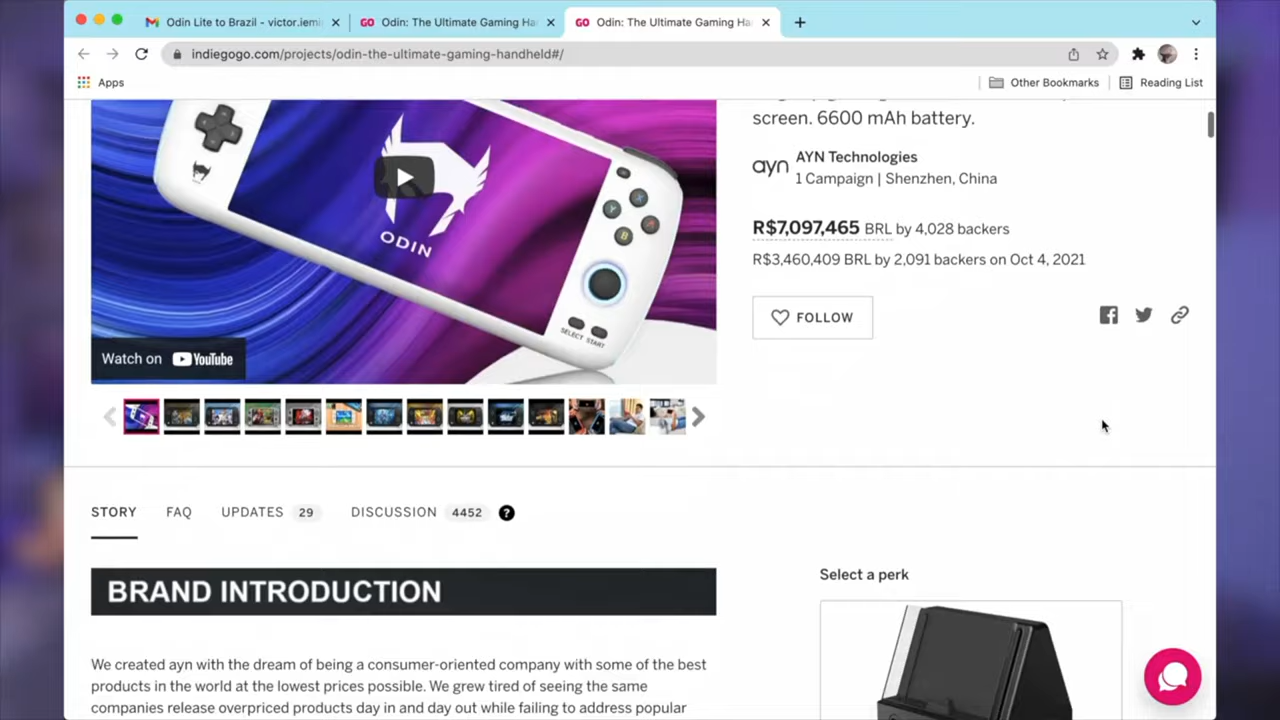 Odin Lite to Brazil - victor.iemi
Odin: The Ultimate Gaming Ha
Odin: The Ultimate Gaming Ha
indiegogo.com/projects/odin-the-ultimate-gaming-handheld#/
Apps
Other Bookmarks
Reading List
screen. 6600 mAh battery.
ayn
AYN Technologies
1 Campaign | Shenzhen, China
R$7,097,465 BRL by 4,028 backers
R$3,460,409 BRL by 2,091 backers on Oct 4, 2021
FOLLOW
ODIN
X
Y
A
B
SELECT START
Watch on YouTube
STORY
FAQ
UPDATES 29
DISCUSSION 4452 ?
BRAND INTRODUCTION
We created ayn with the dream of being a consumer-oriented company with some of the best
products in the world at the lowest prices possible. We grew tired of seeing the same
companies release overpriced products day in and day out while failing to address popular
Select a perk